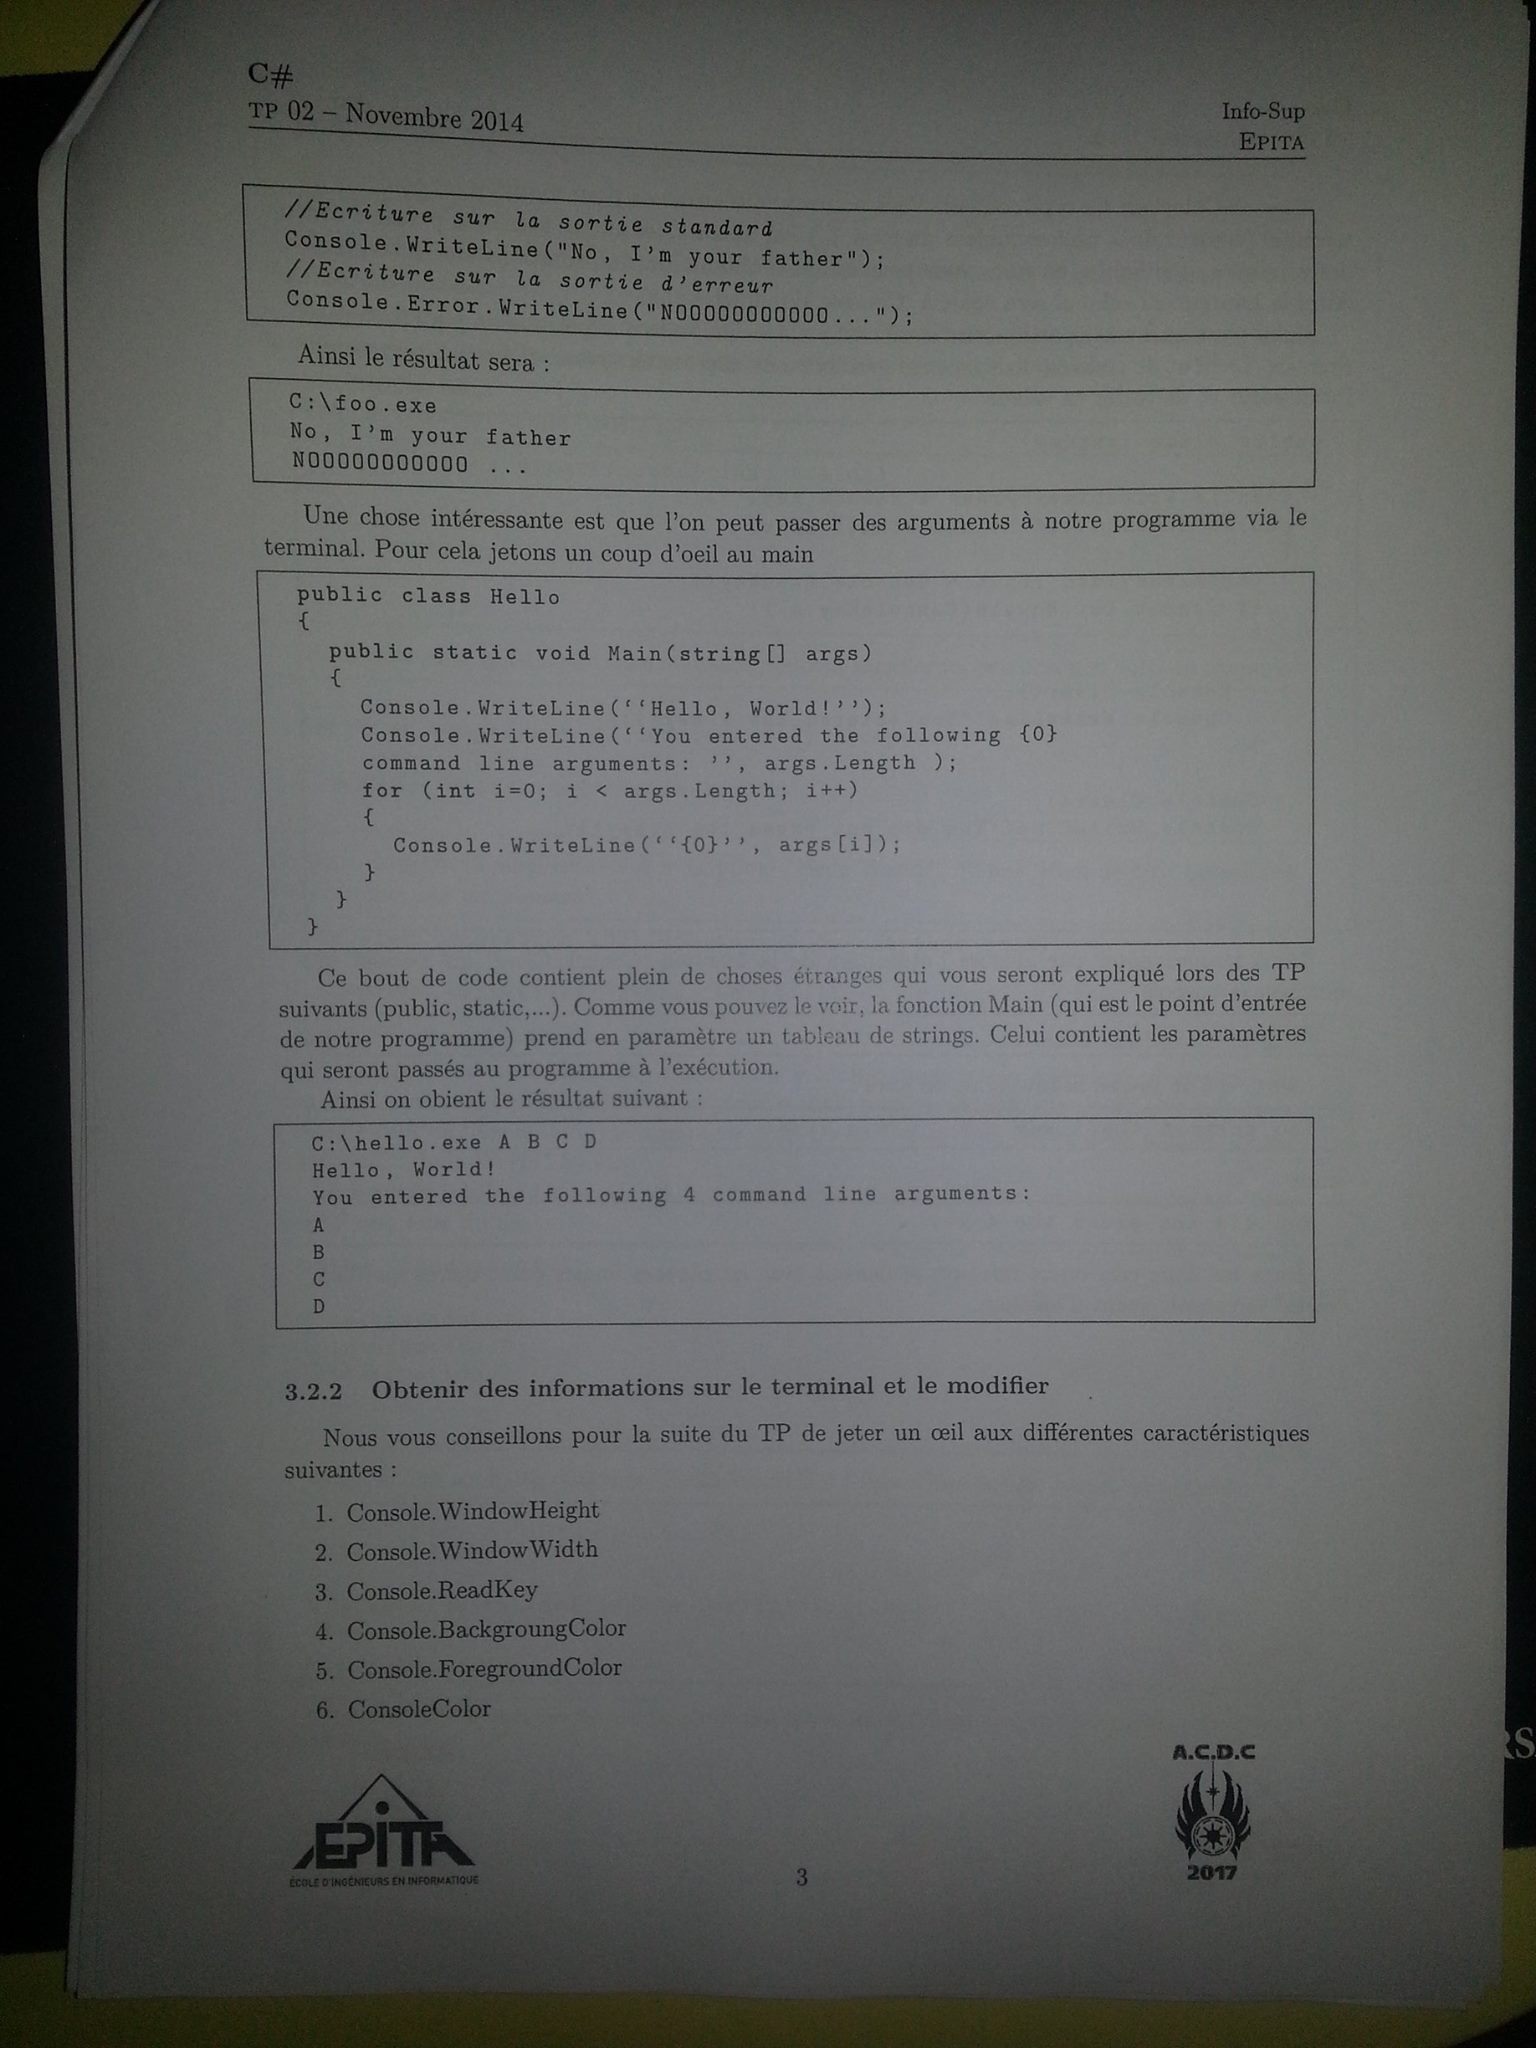 C#
TP 02 – Novembre 2014
Info-Sup
EPITA
//Ecriture sur la sortie standard
Console.WriteLine("No, I'm your father");
//Ecriture sur la sortie d'erreur
Console.Error.WriteLine("NOOOOOOOOOOO...");
Ainsi le résultat sera :
C:\foo.exe
No, I'm your father
NOOOOOOOOOOO ...
Une chose intéressante est que l'on peut passer des arguments à notre programme via le
terminal. Pour cela jetons un coup d'oeil au main
public class Hello
{
public static void Main(string[] args)
{
Console.WriteLine(‘‘Hello, World!’’);
Console.WriteLine(‘‘You entered the following {0}
command line arguments: ’’, args.Length );
for (int i=0; i < args.Length; i++)
{
Console.WriteLine(‘‘{0}’’, args[i]);
}
}
}
Ce bout de code contient plein de choses étranges qui vous seront expliqué lors des TP
suivants (public, static,...). Comme vous pouvez le voir, la fonction Main (qui est le point d'entrée
de notre programme) prend en paramètre un tableau de strings. Celui contient les paramètres
qui seront passés au programme à l'exécution.
Ainsi on obient le résultat suivant :
C:\hello.exe A B C D
Hello, World!
You entered the following 4 command line arguments:
A
B
C
D
3.2.2 Obtenir des informations sur le terminal et le modifier
Nous vous conseillons pour la suite du TP de jeter un œil aux différentes caractéristiques
suivantes :
1. Console.WindowHeight
2. Console.WindowWidth
3. Console.ReadKey
4. Console.BackgroungColor
5. Console.ForegroundColor
6. ConsoleColor
EPITA
ÉCOLE D'INGÉNIEURS EN INFORMATIQUE
3
A.C.D.C
2017
RS